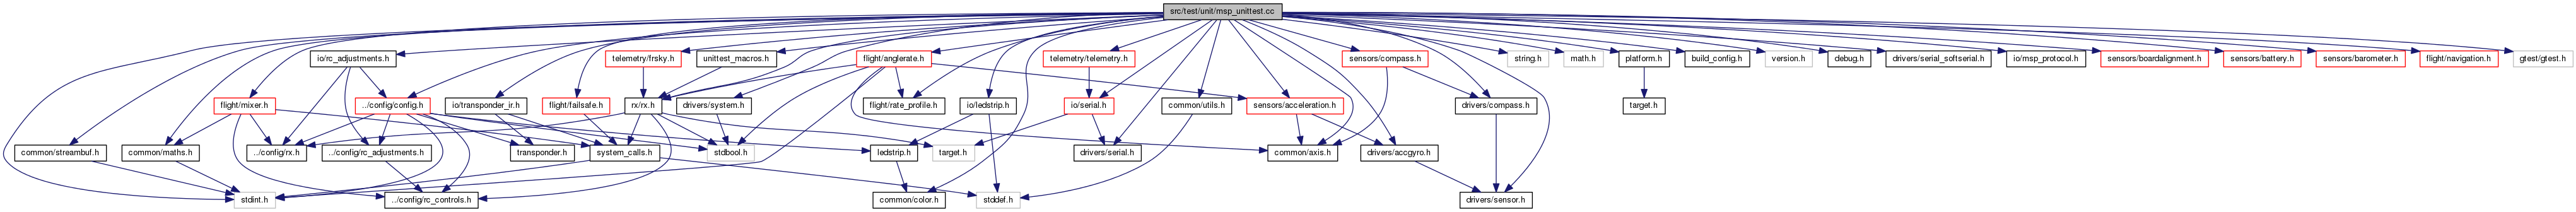 src/test/unit/msp_unittest.cc
io/rc_adjustments.h
telemetry/frsky.h
unittest_macros.h
flight/anglerate.h
telemetry/telemetry.h
sensors/compass.h
string.h
math.h
platform.h
build_config.h
version.h
debug.h
drivers/serial_softserial.h
io/msp_protocol.h
sensors/boardalignment.h
sensors/battery.h
sensors/barometer.h
flight/navigation.h
gtest/gtest.h
flight/mixer.h
../config/config.h
io/transponder_ir.h
flight/failsafe.h
rx/rx.h
drivers/system.h
flight/rate_profile.h
io/ledstrip.h
io/serial.h
common/utils.h
sensors/acceleration.h
drivers/compass.h
target.h
common/streambuf.h
common/maths.h
../config/rx.h
../config/rc_adjustments.h
transponder.h
system_calls.h
stdbool.h
ledstrip.h
target.h
drivers/serial.h
common/axis.h
drivers/accgyro.h
stdint.h
../config/rc_controls.h
common/color.h
stddef.h
drivers/sensor.h